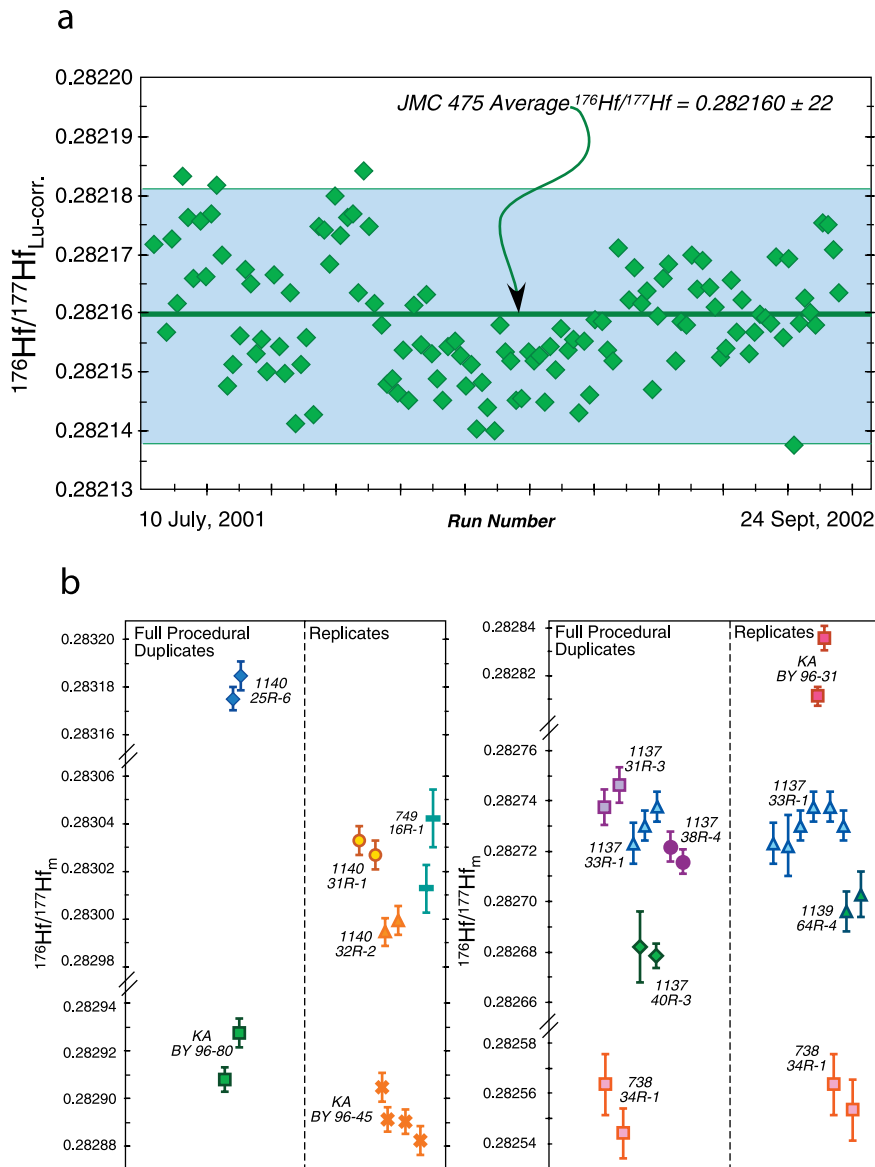 a
0.28220
JMC 475 Average ¹⁷⁶Hf/¹⁷⁷Hf = 0.282160 ± 22
0.28219
0.28218
0.28217
0.28216
0.28215
0.28214
0.28213
¹⁷⁶Hf/¹⁷⁷Hf Lu-corr.
10 July, 2001
Run Number
24 Sept, 2002
b
Full Procedural
Duplicates
Replicates
0.28320
0.28318
0.28316
0.28306
0.28304
0.28302
0.28300
0.28298
0.28294
0.28292
0.28290
0.28288
¹⁷⁶Hf/¹⁷⁷Hf m
1140
25R-6
749
16R-1
1140
31R-1
1140
32R-2
KA
BY 96-80
KA
BY 96-45
Full Procedural
Duplicates
Replicates
0.28284
0.28282
0.28276
0.28274
0.28272
0.28270
0.28268
0.28266
0.28258
0.28256
0.28254
¹⁷⁶Hf/¹⁷⁷Hf m
KA
BY 96-31
1137
31R-3
1137
33R-1
1137
38R-4
1137
33R-1
1139
64R-4
1137
40R-3
738
34R-1
738
34R-1